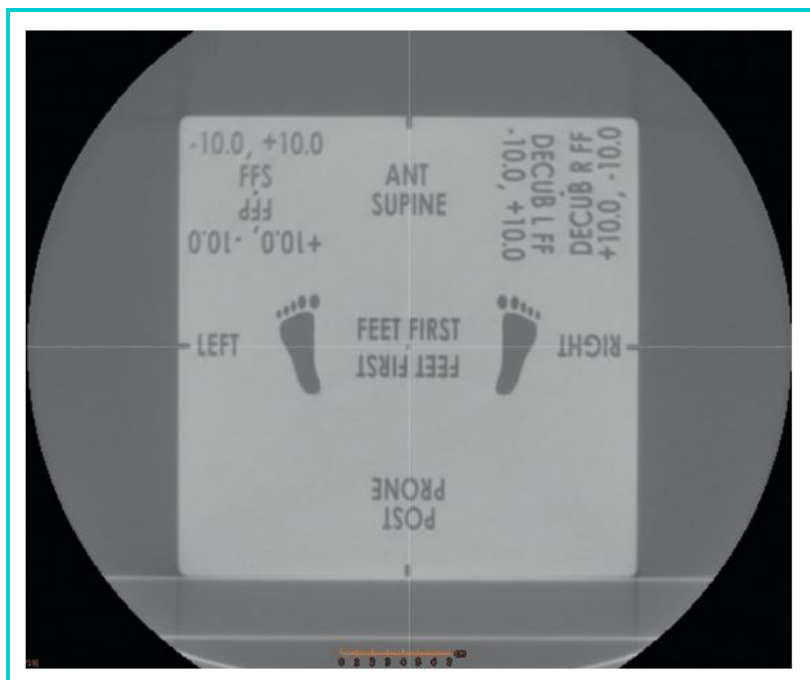 -10.0, +10.0
FFS
FFP
+10.0, -10.0
ANT
SUPINE
DECUB R FF
+10.0, -10.0
DECUB L FF
-10.0, +10.0
LEFT
FEET FIRST
FEET FIRST
RIGHT
POST
PRONE